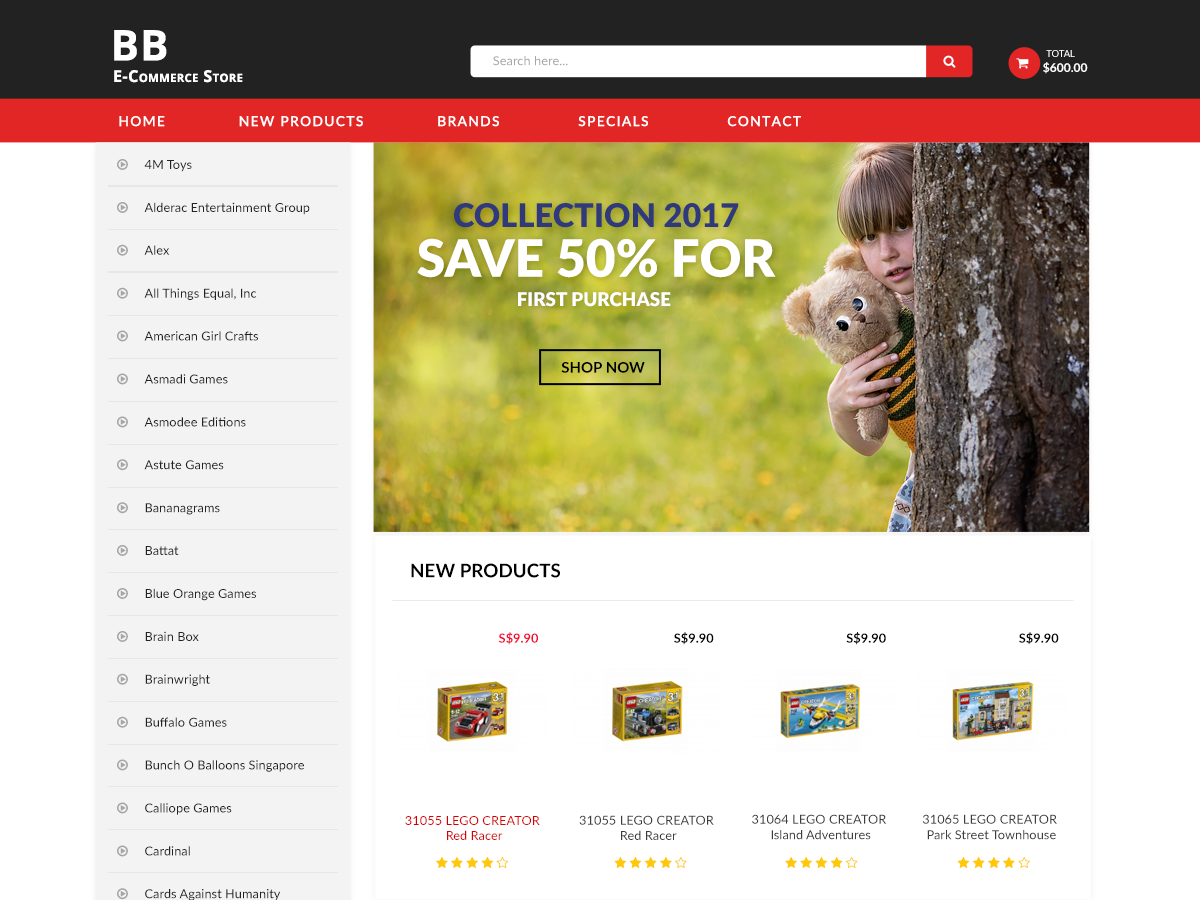 BB
E-Commerce Store
Search here...
TOTAL
$600.00
HOME
NEW PRODUCTS
BRANDS
SPECIALS
CONTACT
4M Toys
Alderac Entertainment Group
Alex
All Things Equal, Inc
American Girl Crafts
Asmadi Games
Asmodee Editions
Astute Games
Bananagrams
Battat
Blue Orange Games
Brain Box
Brainwright
Buffalo Games
Bunch O Balloons Singapore
Calliope Games
Cardinal
Cards Against Humanity
COLLECTION 2017
SAVE 50% FOR
FIRST PURCHASE
SHOP NOW
NEW PRODUCTS
S$9.90
S$9.90
S$9.90
S$9.90
31055 LEGO CREATOR
Red Racer
31055 LEGO CREATOR
Red Racer
31064 LEGO CREATOR
Island Adventures
31065 LEGO CREATOR
Park Street Townhouse